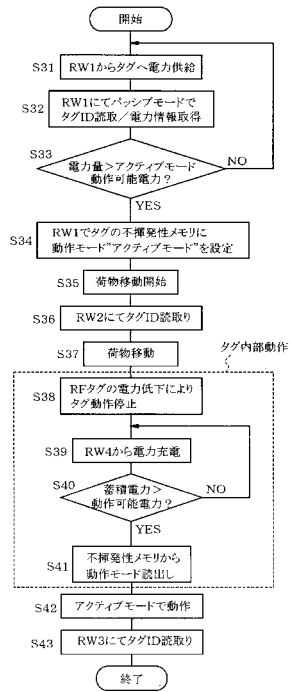 開始
S31
RW1からタグへ電力供給
S32
RW1にてパッシブモードで
タグID読取／電力情報取得
S33
電力量>アクティブモード
動作可能電力？
NO
YES
S34
RW1でタグの不揮発性メモリに
動作モード"アクティブモード"を設定
S35
荷物移動開始
S36
RW2にてタグID読取り
S37
荷物移動
タグ内部動作
S38
RFタグの電力低下により
タグ動作停止
S39
RW4から電力充電
S40
蓄積電力>
動作可能電力？
NO
YES
S41
不揮発性メモリから
動作モード読出し
S42
アクティブモードで動作
S43
RW3にてタグID読取り
終了